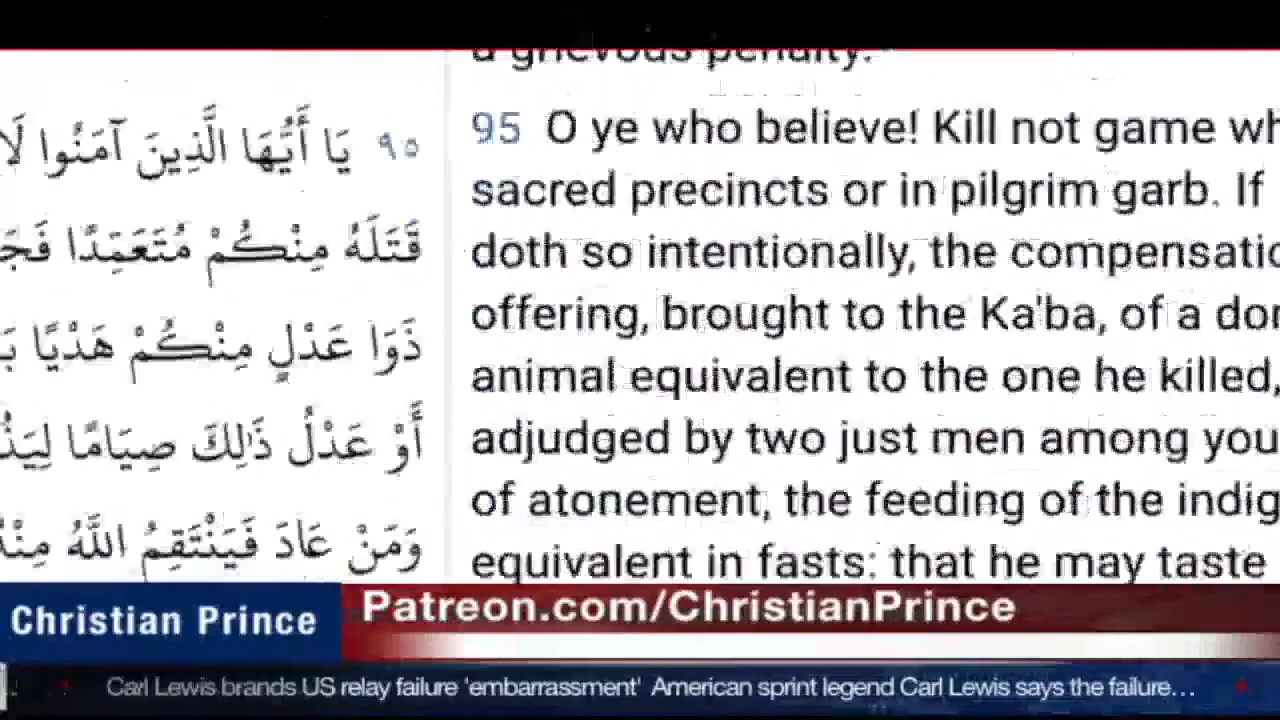 a grievous penalty.
٩٥ يَا أَيُّهَا الَّذِينَ آمَنُوا لَا
قَتَلَهُ مِنْكُمْ مُتَعَمِدًا فَجَ
ذَوَا عَدْلٍ مِنْكُمْ هَدْيًا بَ
أَوْ عَدْلُ ذَٰلِكَ صِيَامًا لِيَذُ
وَمَنْ عَادَ فَيَنْتَقِمُ اللَّهُ مِنْهُ
95 O ye who believe! Kill not game wh
sacred precincts or in pilgrim garb. If
doth so intentionally, the compensatio
offering, brought to the Ka'ba, of a dom
animal equivalent to the one he killed,
adjudged by two just men among you
of atonement, the feeding of the indig
equivalent in fasts: that he may taste
Christian Prince
Patreon.com/ChristianPrince
Carl Lewis brands US relay failure 'embarrassment' American sprint legend Carl Lewis says the failure...